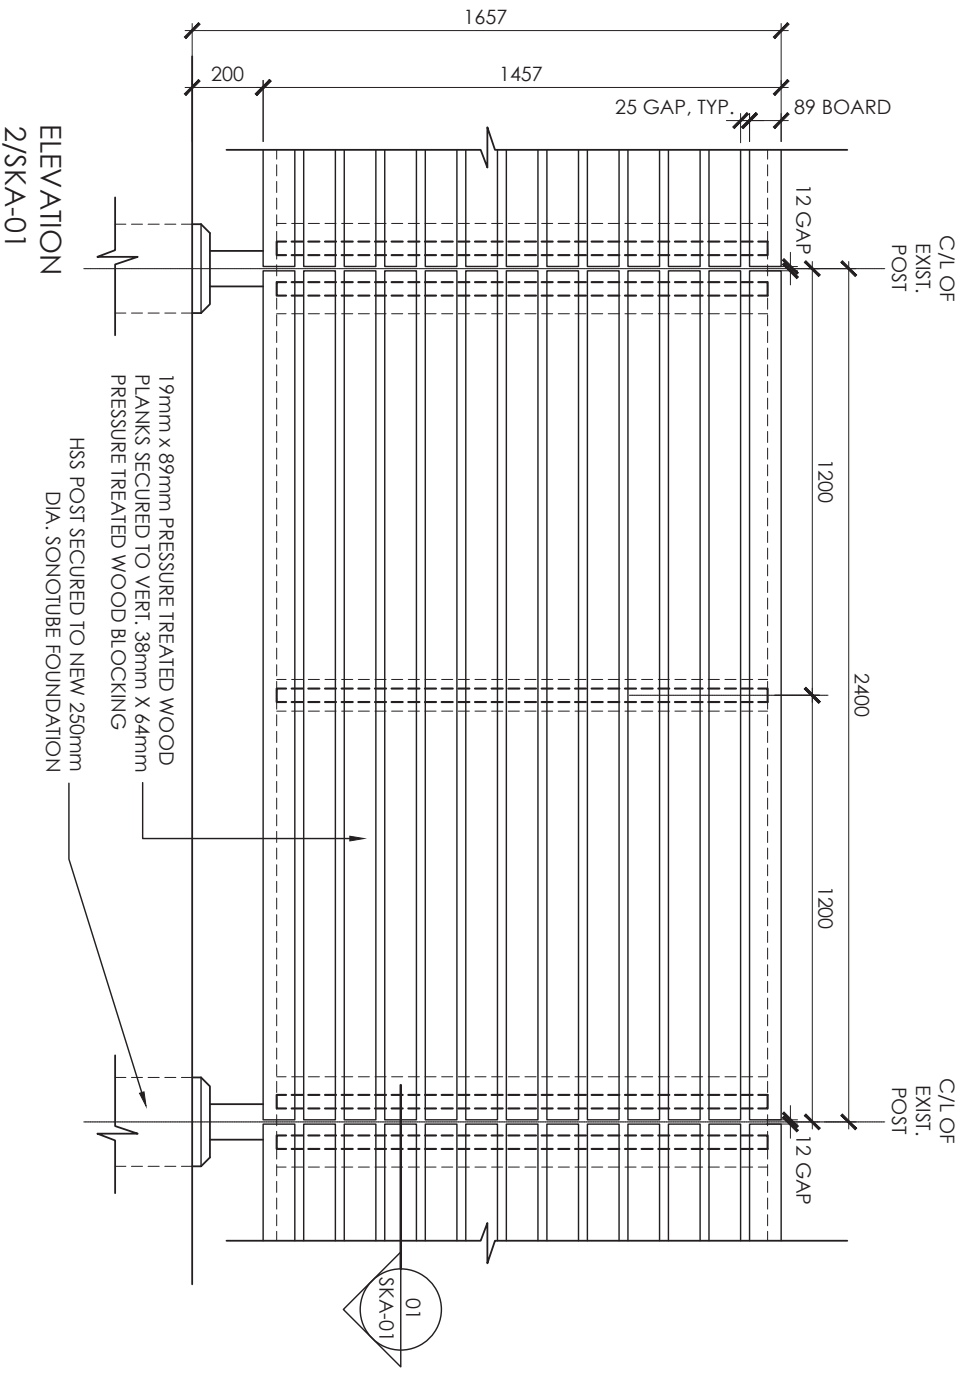 C/L OF
EXIST.
POST
C/L OF
EXIST.
POST
2400
1200
1200
12 GAP
12 GAP
89 BOARD
25 GAP, TYP.
1457
200
1657
01
SKA-01
19mm x 89mm PRESSURE TREATED WOOD
PLANKS SECURED TO VERT. 38mm X 64mm
PRESSURE TREATED WOOD BLOCKING
HSS POST SECURED TO NEW 250mm
DIA. SONOTUBE FOUNDATION
ELEVATION
2/SKA-01